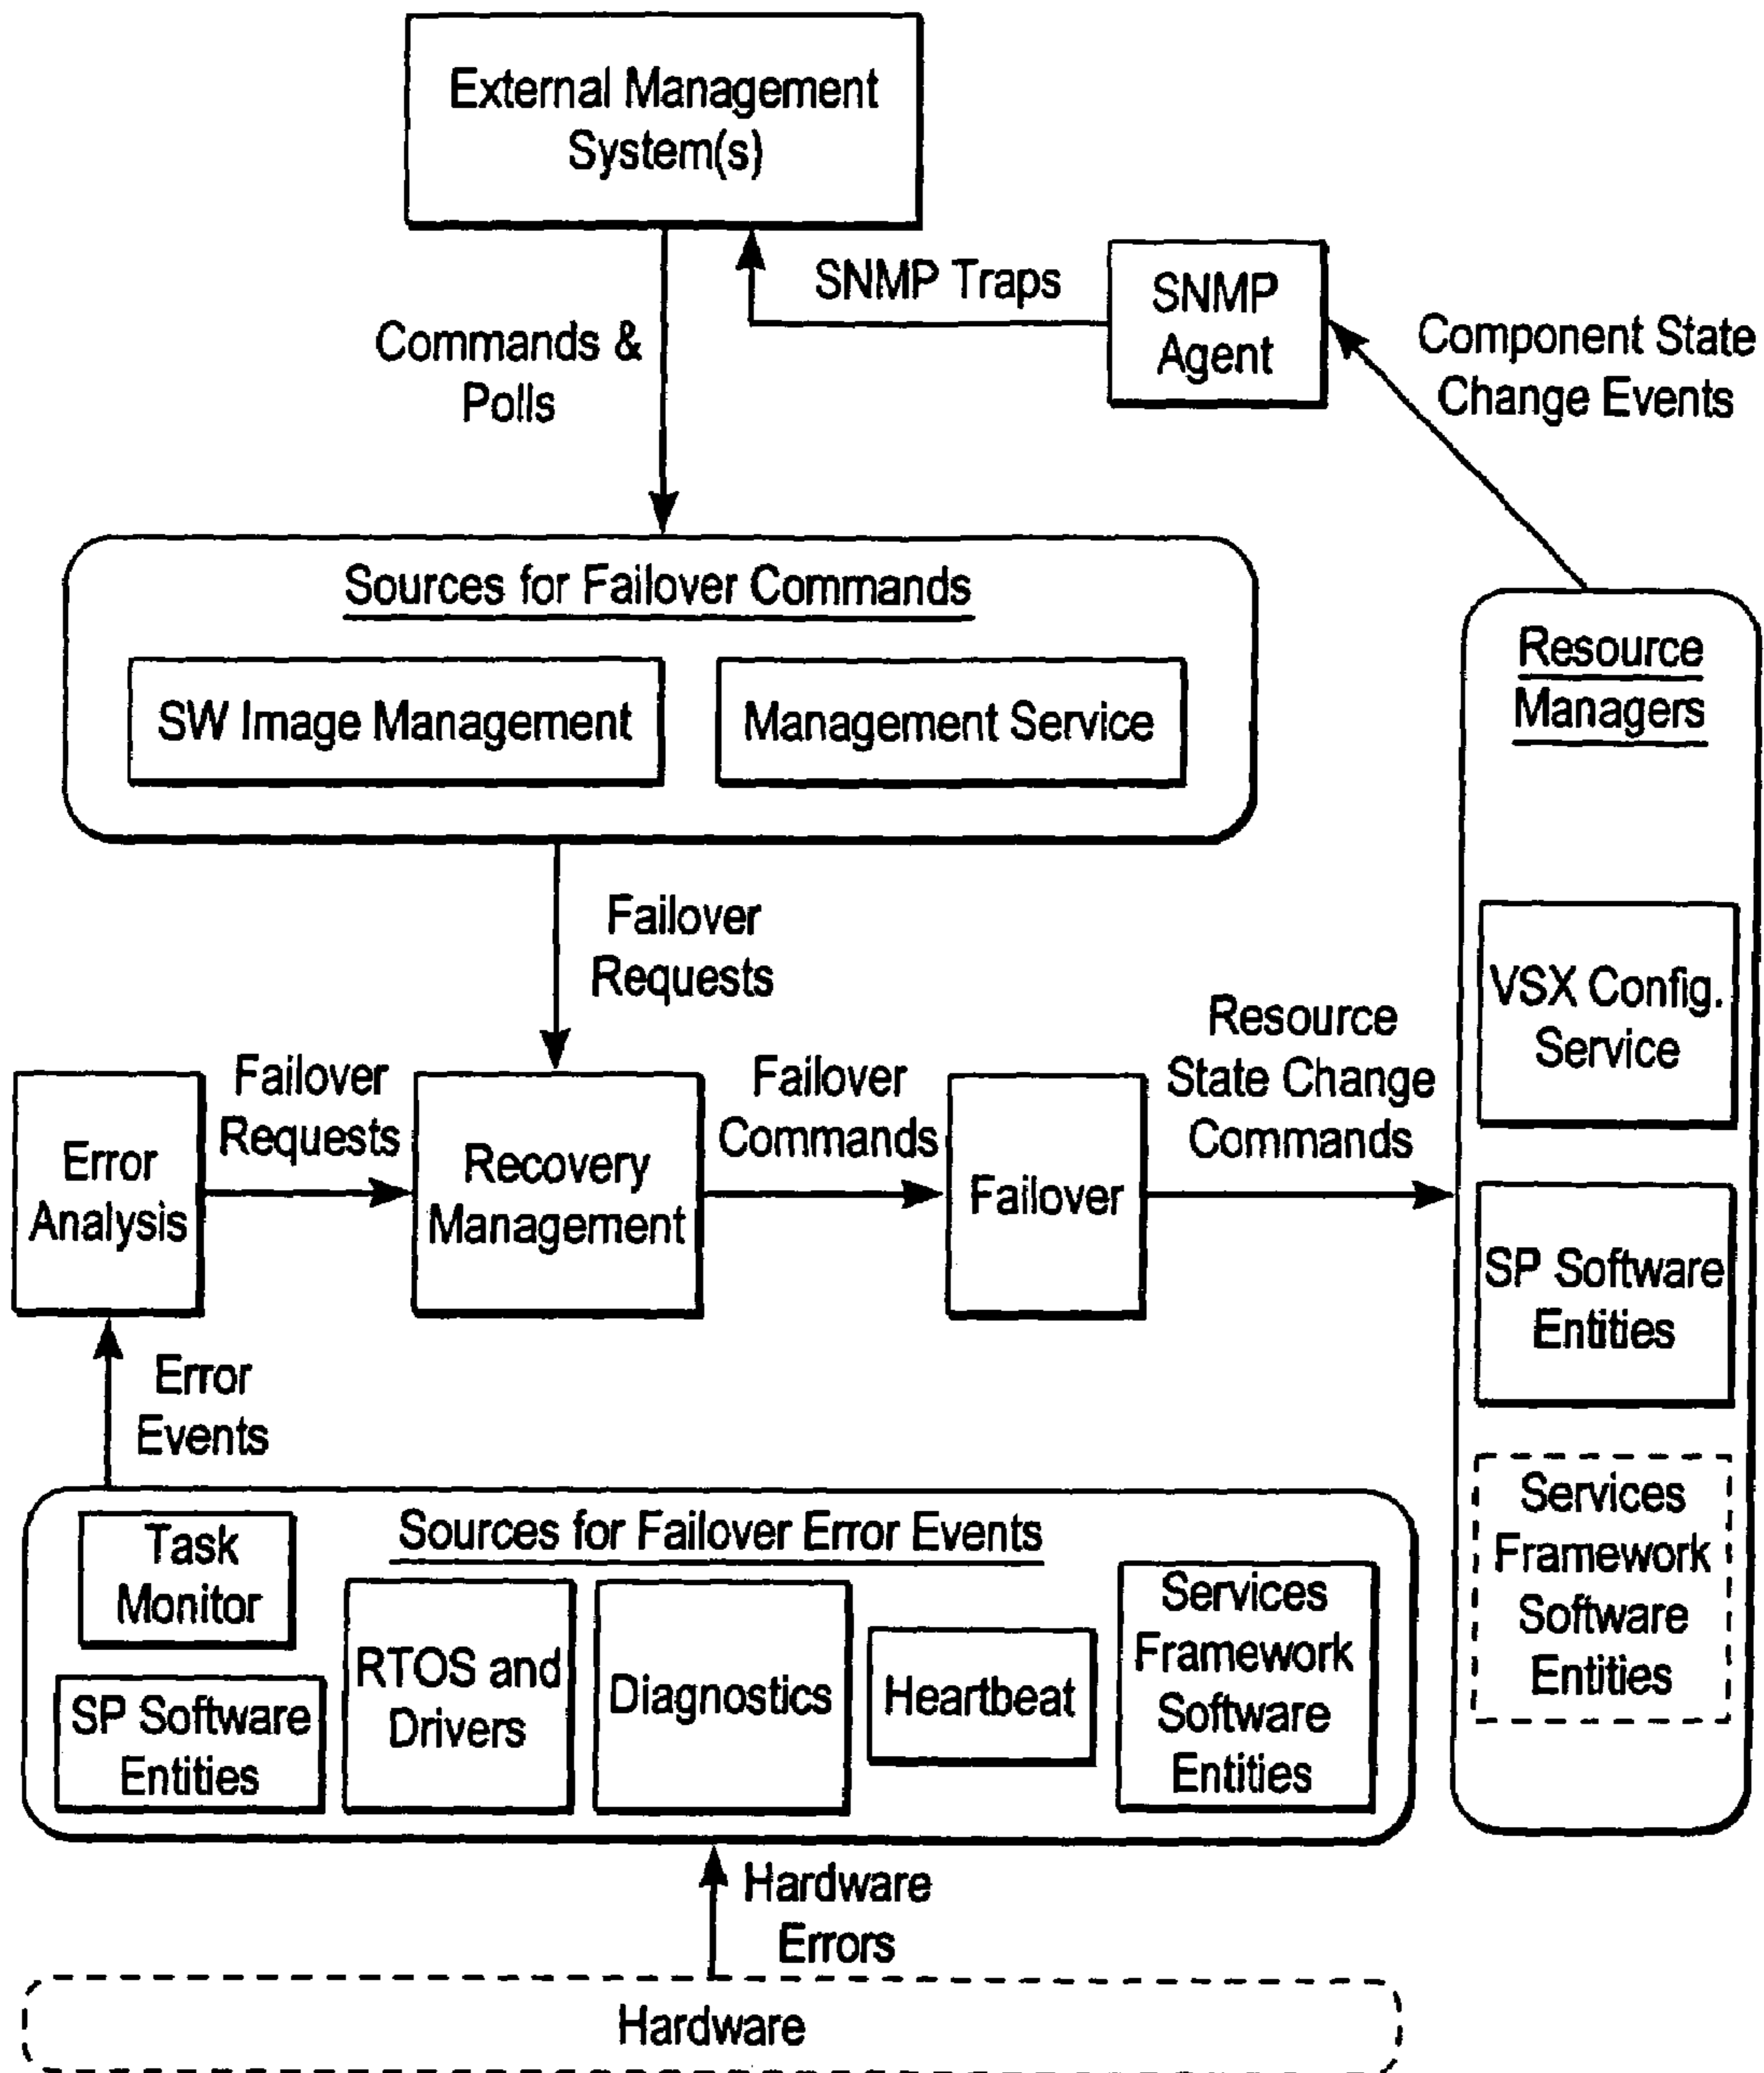 External Management
System(s)
SNMP Traps
SNMP
Agent
Commands &
Polls
Component State
Change Events
Sources for Failover Commands
SW Image Management
Management Service
Resource
Managers
Failover
Requests
VSX Config.
Service
Resource
State Change
Commands
Failover
Requests
Failover
Commands
Error
Analysis
Recovery
Management
Failover
SP Software
Entities
Error
Events
Services
Framework
Software
Entities
Sources for Failover Error Events
Task
Monitor
SP Software
Entities
RTOS and
Drivers
Diagnostics
Heartbeat
Services
Framework
Software
Entities
Hardware
Errors
Hardware